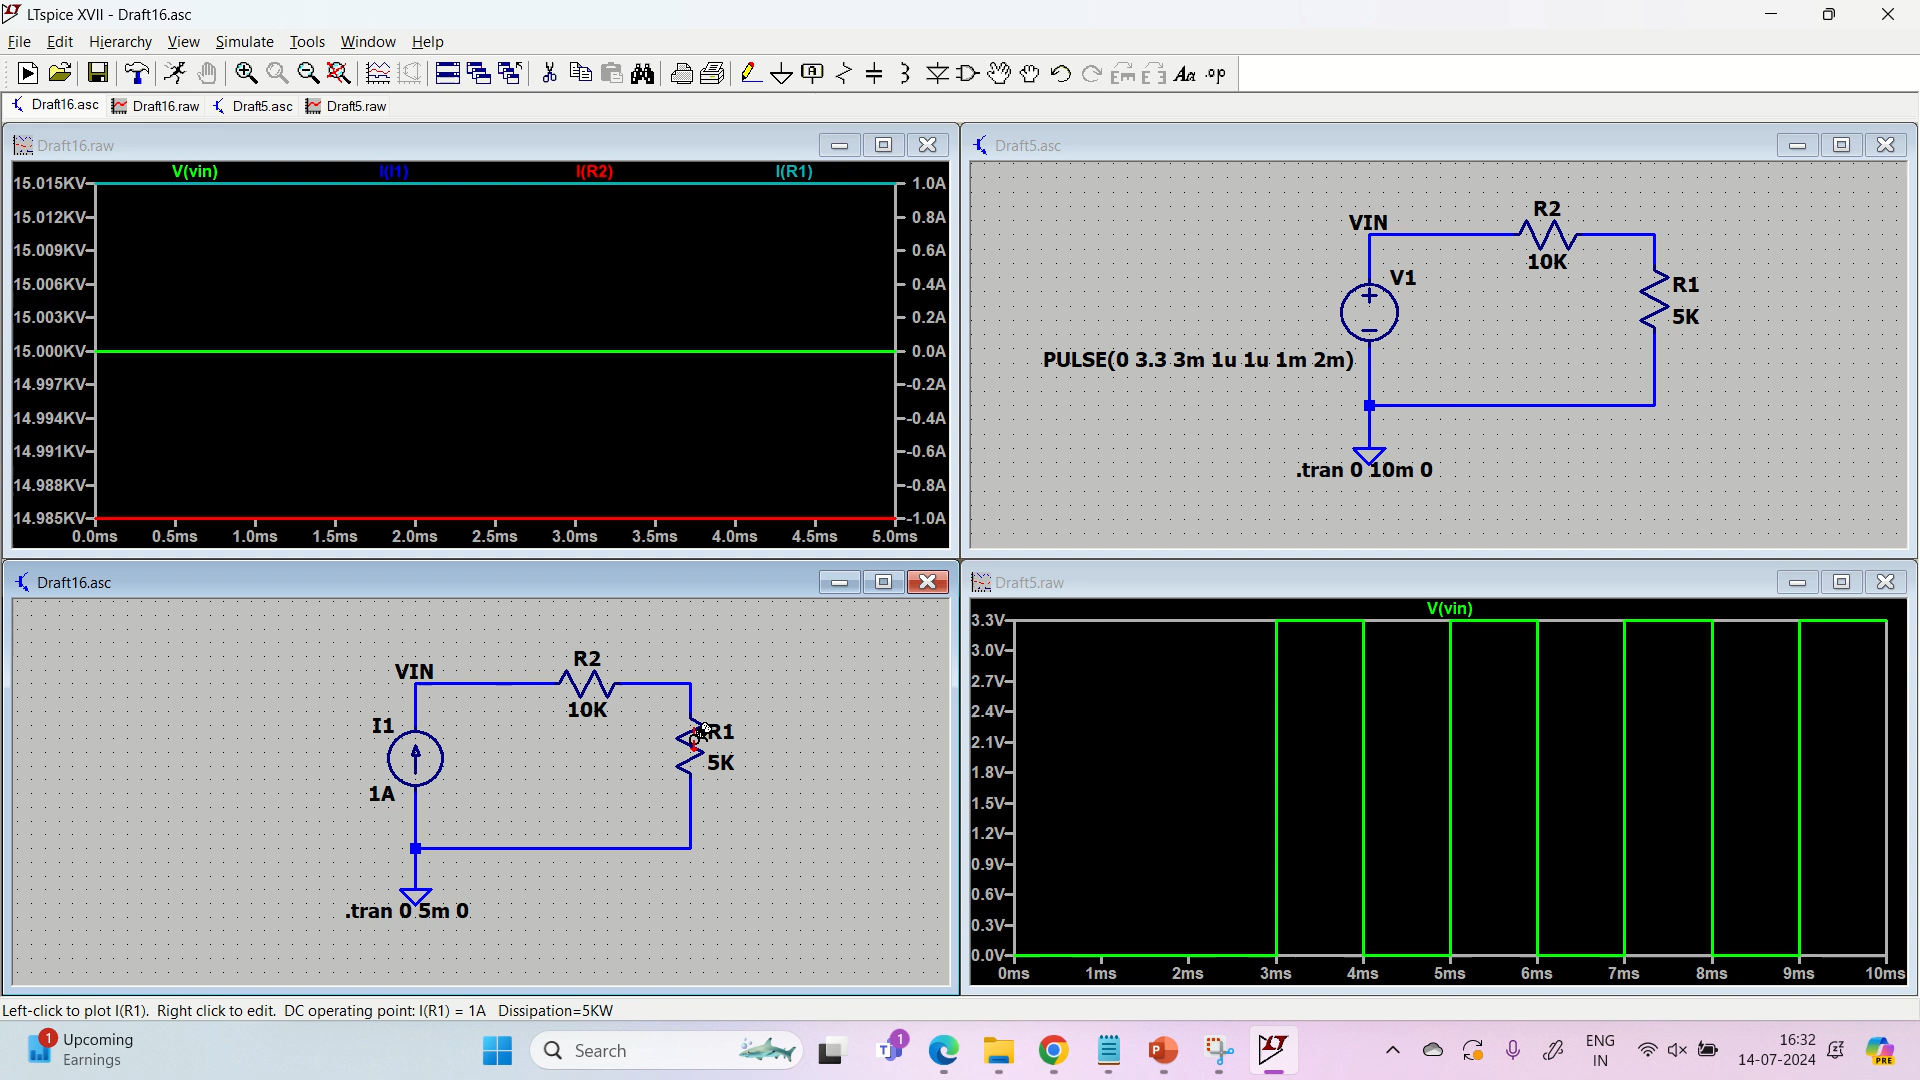 LTspice XVII - Draft16.asc
File Edit Hierarchy View Simulate Tools Window Help
Draft16.asc Draft16.raw Draft5.asc Draft5.raw
Draft16.raw
V(vin) I(I1) I(R2) I(R1)
15.015KV 1.0A
15.012KV 0.8A
15.009KV 0.6A
15.006KV 0.4A
15.003KV 0.2A
15.000KV 0.0A
14.997KV -0.2A
14.994KV -0.4A
14.991KV -0.6A
14.988KV -0.8A
14.985KV -1.0A
0.0ms 0.5ms 1.0ms 1.5ms 2.0ms 2.5ms 3.0ms 3.5ms 4.0ms 4.5ms 5.0ms
Draft5.asc
R2
VIN
10K
V1
R1
5K
PULSE(0 3.3 3m 1u 1u 1m 2m)
.tran 0 10m 0
Draft16.asc
R2
VIN
10K
I1
R1
5K
1A
.tran 0 5m 0
Draft5.raw
V(vin)
3.3V
3.0V
2.7V
2.4V
2.1V
1.8V
1.5V
1.2V
0.9V
0.6V
0.3V
0.0V
0ms 1ms 2ms 3ms 4ms 5ms 6ms 7ms 8ms 9ms 10ms
Left-click to plot I(R1). Right click to edit. DC operating point: I(R1) = 1A Dissipation=5KW
1
Upcoming
Earnings
Search
1
ENG
IN
16:32
14-07-2024
PRE